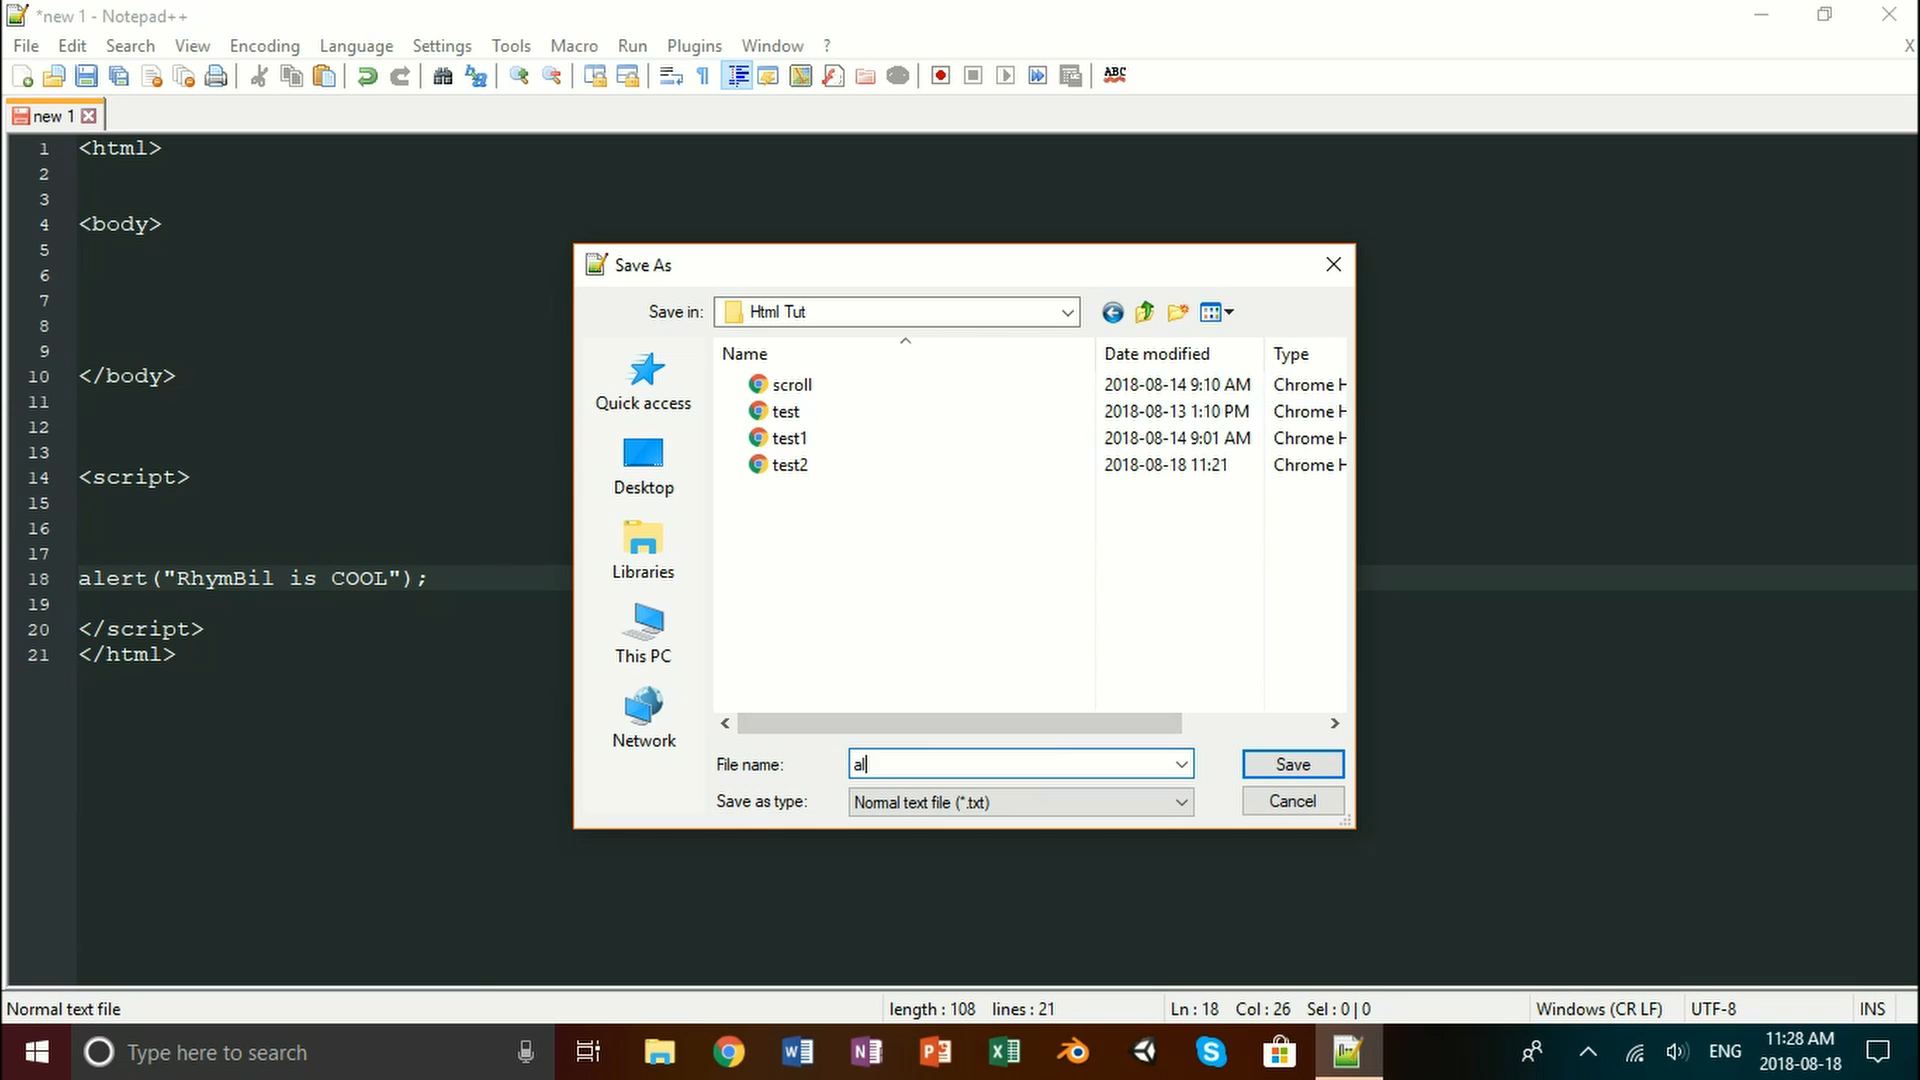 *new 1 - Notepad++
File Edit Search View Encoding Language Settings Tools Macro Run Plugins Window ? X
ABC
new 1
1 <html>
2
3
4 <body>
5
6
7
8
9
10 </body>
11
12
13
14 <script>
15
16
17
18 alert("RhymBil is COOL");
19
20 </script>
21 </html>
Save As
Save in: Html Tut
Name Date modified Type
scroll 2018-08-14 9:10 AM Chrome H
test 2018-08-13 1:10 PM Chrome H
test1 2018-08-14 9:01 AM Chrome H
test2 2018-08-18 11:21 Chrome H
Quick access
Desktop
Libraries
This PC
Network
File name: al Save
Save as type: Normal text file (*.txt) Cancel
Normal text file length : 108 lines : 21 Ln : 18 Col : 26 Sel : 0 | 0 Windows (CR LF) UTF-8 INS
Type here to search ENG 11:28 AM
2018-08-18